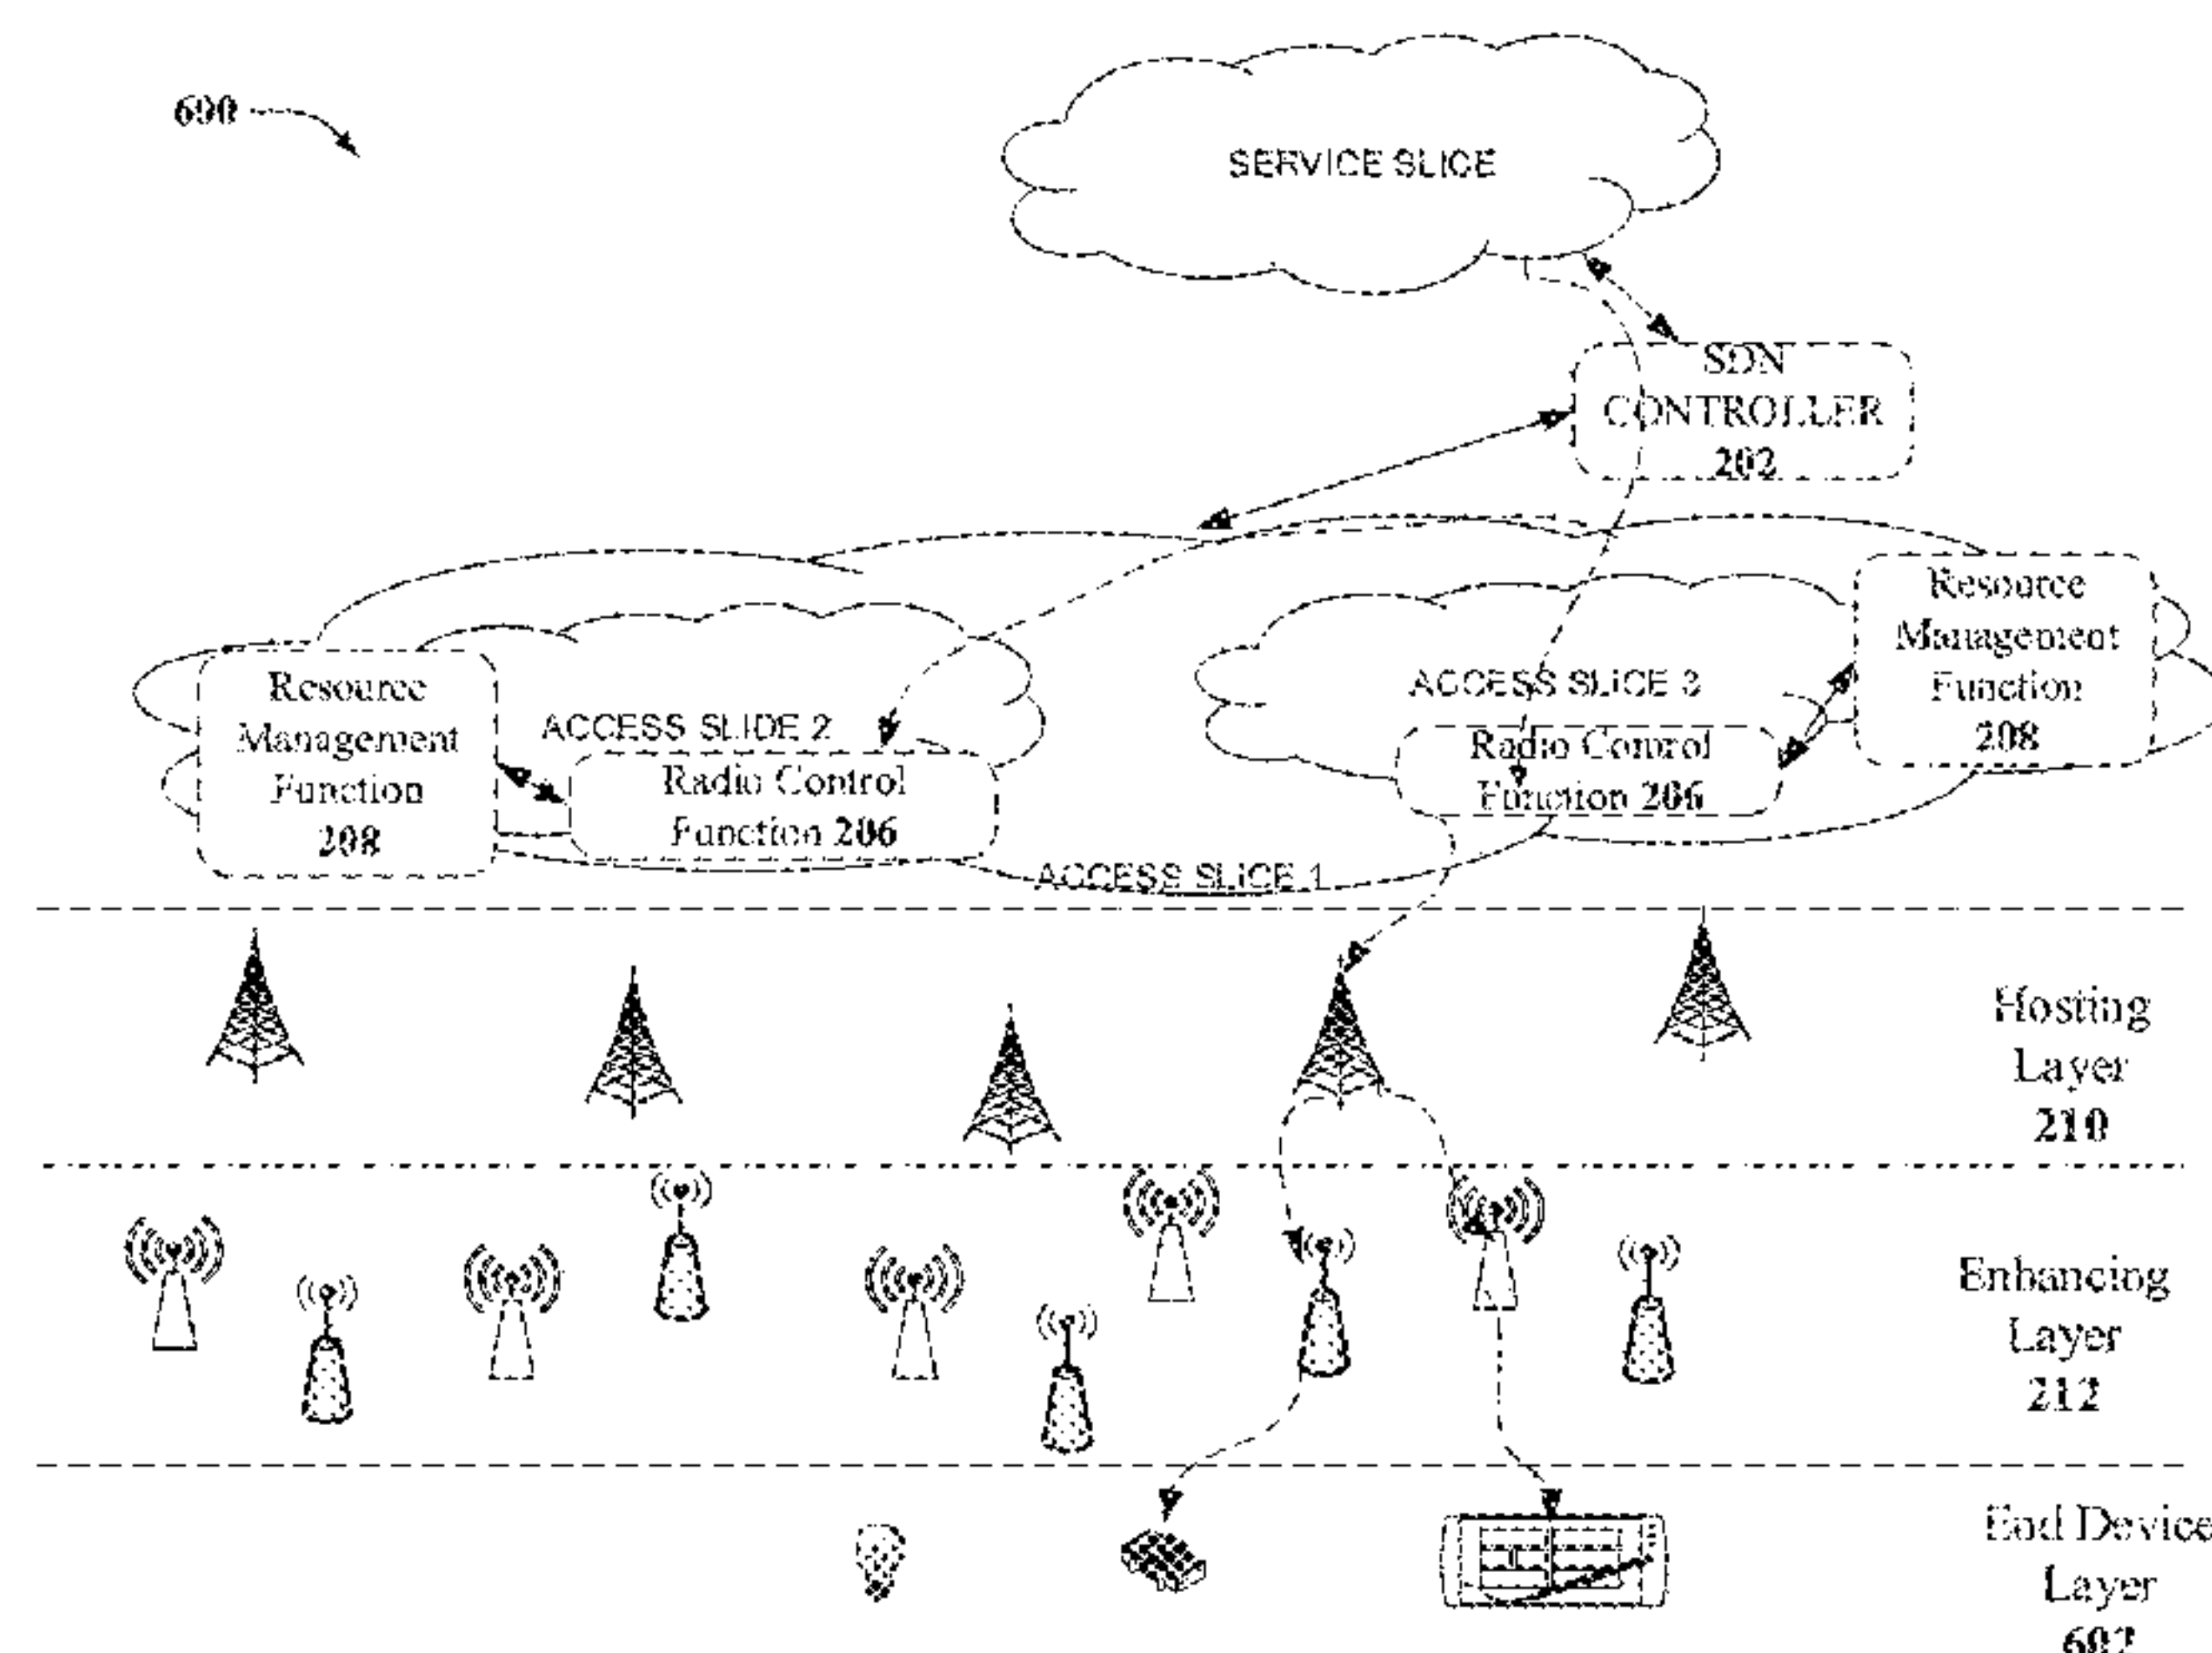 600
SERVICE SLICE
SDN
CONTROLLER
202
Resource
Management
Function
208
ACCESS SLICE 3
Radio Control
Function 206
Resource
Management
Function
208
ACCESS SLIDE 2
Radio Control
Function 206
ACCESS SLICE 1
Hosting
Layer
210
Enhancing
Layer
212
End Device
Layer
602